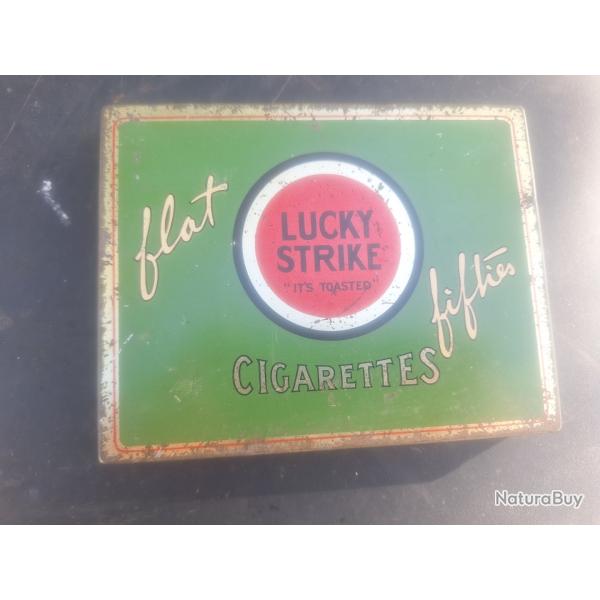 flat
LUCKY
STRIKE
"IT'S TOASTED"
fifties
CIGARETTES
NaturaBuy